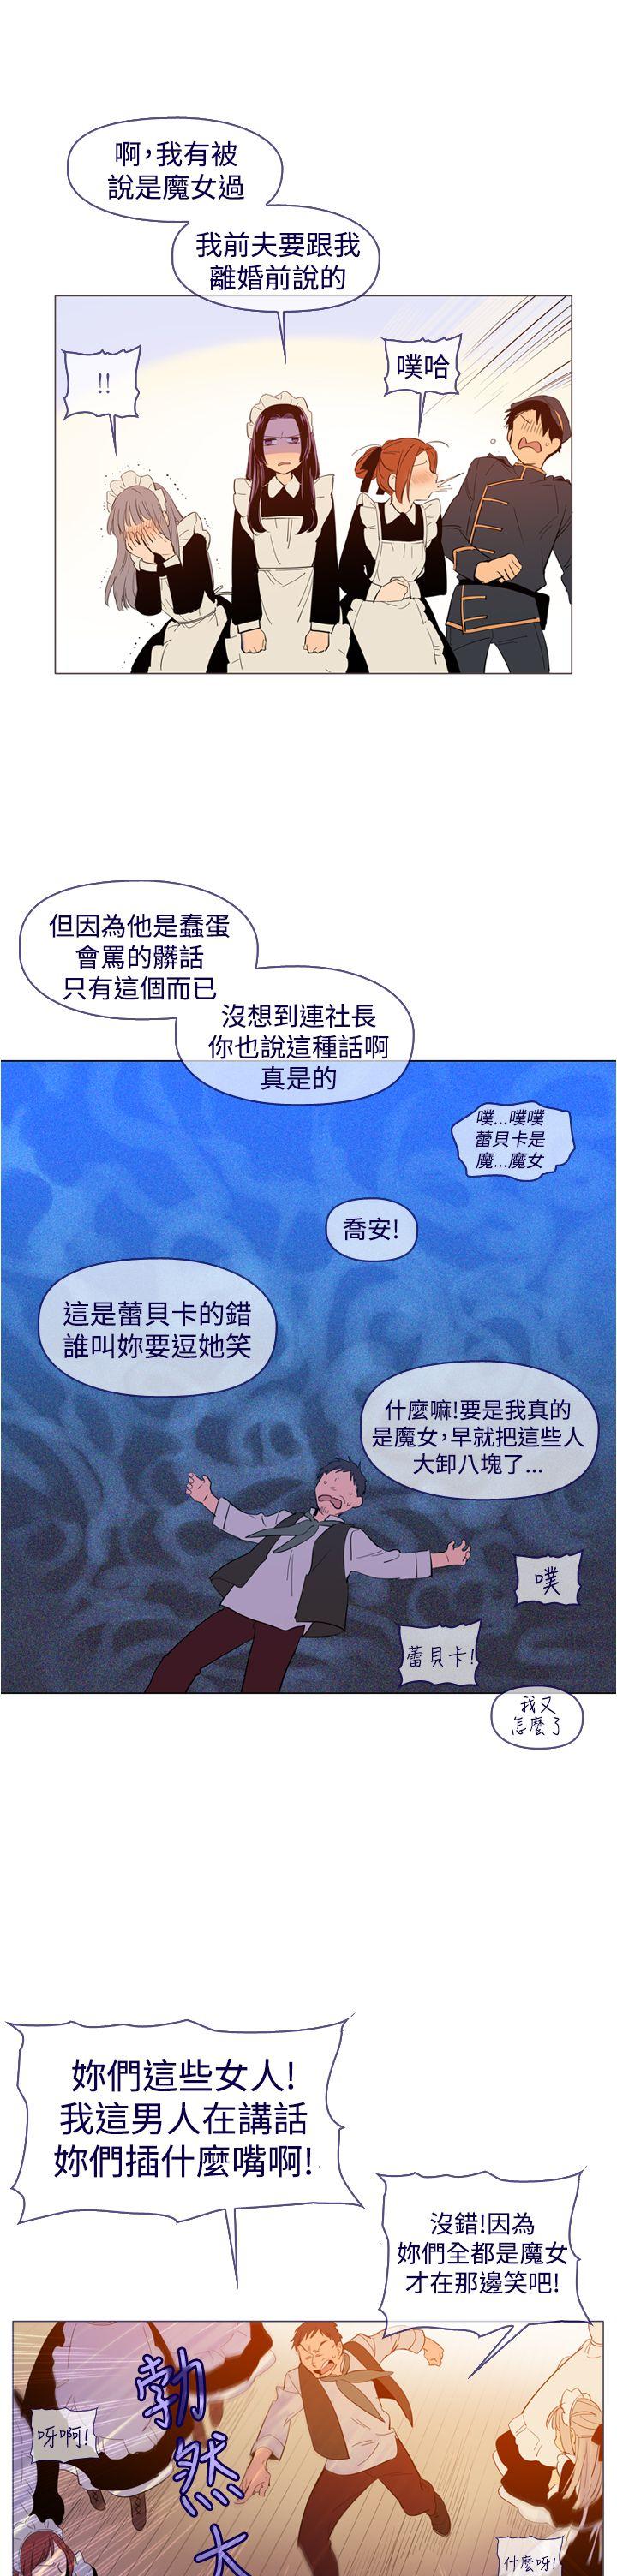 啊，我有被
說是魔女過
我前夫要跟我
離婚前說的
!!
噗哈
但因為他是蠢蛋
會罵的髒話
只有這個而已
沒想到連社長
你也說這種話啊
真是的
噗...噗噗
蕾貝卡是
魔...魔女
喬安!
這是蕾貝卡的錯
誰叫妳要逗她笑
什麼嘛!要是我真的
是魔女，早就把這些人
大卸八塊了...
噗
蕾貝卡!
我又
怎麼了
妳們這些女人!
我這男人在講話
妳們插什麼嘴啊!
沒錯!因為
妳們全都是魔女
才在那邊笑吧!
勃然大
呀啊!
什麼呀!